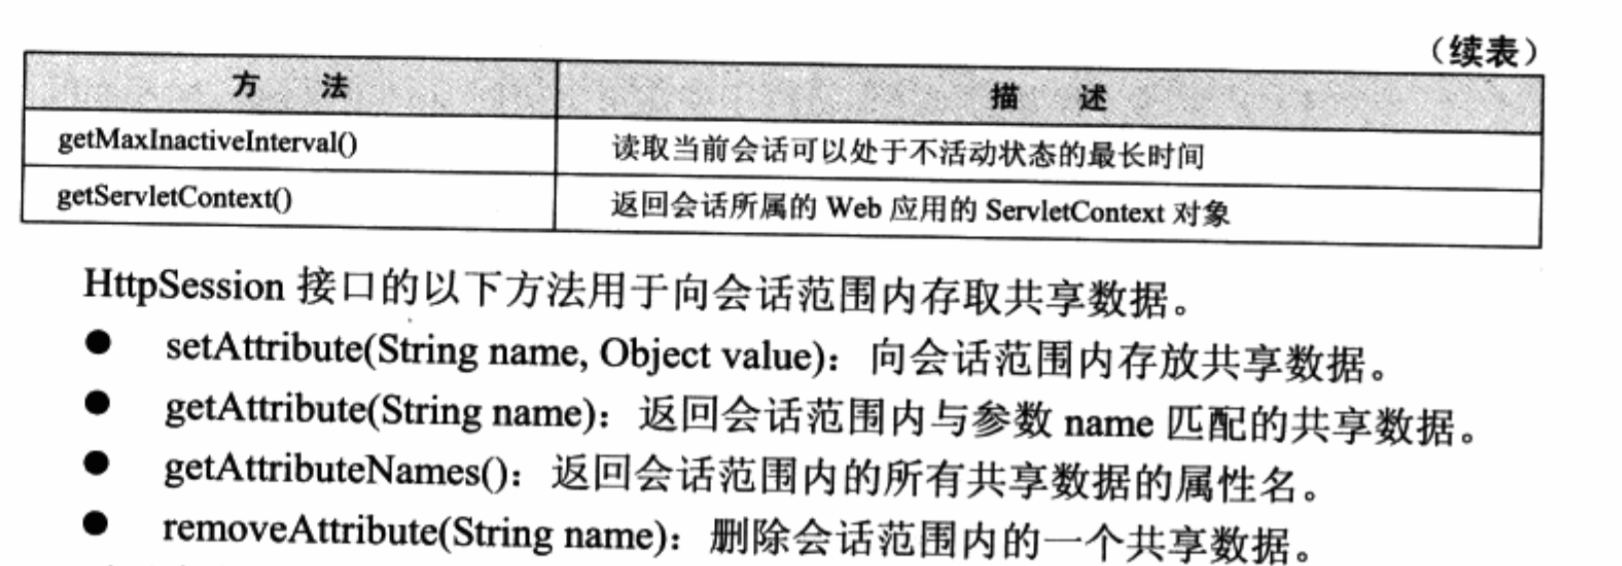 （续表）
方 法 描 述
getMaxInactiveInterval() 读取当前会话可以处于不活动状态的最长时间
getServletContext() 返回会话所属的 Web 应用的 ServletContext 对象
HttpSession 接口的以下方法用于向会话范围内存取共享数据。
● setAttribute(String name, Object value)：向会话范围内存放共享数据。
● getAttribute(String name)：返回会话范围内与参数 name 匹配的共享数据。
● getAttributeNames()：返回会话范围内的所有共享数据的属性名。
● removeAttribute(String name)：删除会话范围内的一个共享数据。